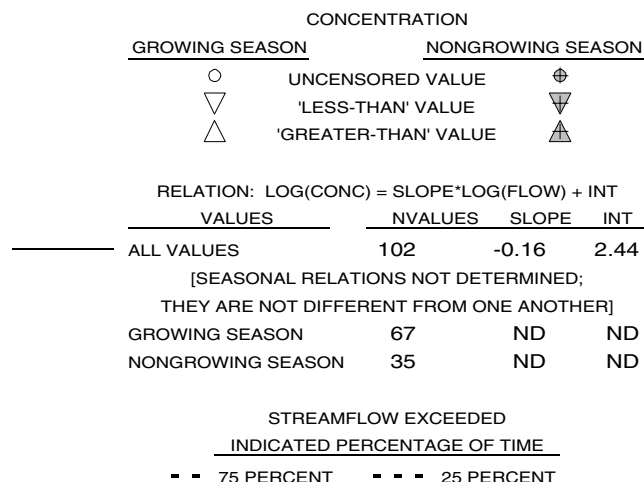 CONCENTRATION
GROWING SEASON NONGROWING SEASON
UNCENSORED VALUE
'LESS-THAN' VALUE
'GREATER-THAN' VALUE
RELATION: LOG(CONC) = SLOPE*LOG(FLOW) + INT
VALUES NVALUES SLOPE INT
ALL VALUES 102 -0.16 2.44
[SEASONAL RELATIONS NOT DETERMINED;
THEY ARE NOT DIFFERENT FROM ONE ANOTHER]
GROWING SEASON 67 ND ND
NONGROWING SEASON 35 ND ND
STREAMFLOW EXCEEDED
INDICATED PERCENTAGE OF TIME
75 PERCENT 25 PERCENT